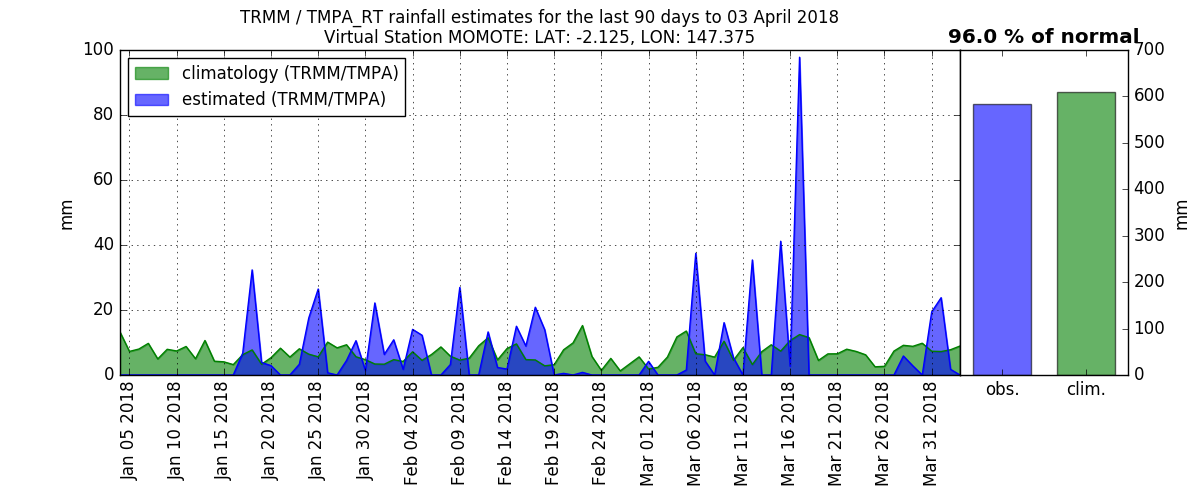 TRMM / TMPA_RT rainfall estimates for the last 90 days to 03 April 2018
Virtual Station MOMOTE: LAT: -2.125, LON: 147.375
96.0 % of normal
climatology (TRMM/TMPA)
estimated (TRMM/TMPA)
100
80
60
40
20
0
mm
Jan 05 2018
Jan 10 2018
Jan 15 2018
Jan 20 2018
Jan 25 2018
Jan 30 2018
Feb 04 2018
Feb 09 2018
Feb 14 2018
Feb 19 2018
Feb 24 2018
Mar 01 2018
Mar 06 2018
Mar 11 2018
Mar 16 2018
Mar 21 2018
Mar 26 2018
Mar 31 2018
700
600
500
400
300
200
100
0
mm
obs.
clim.